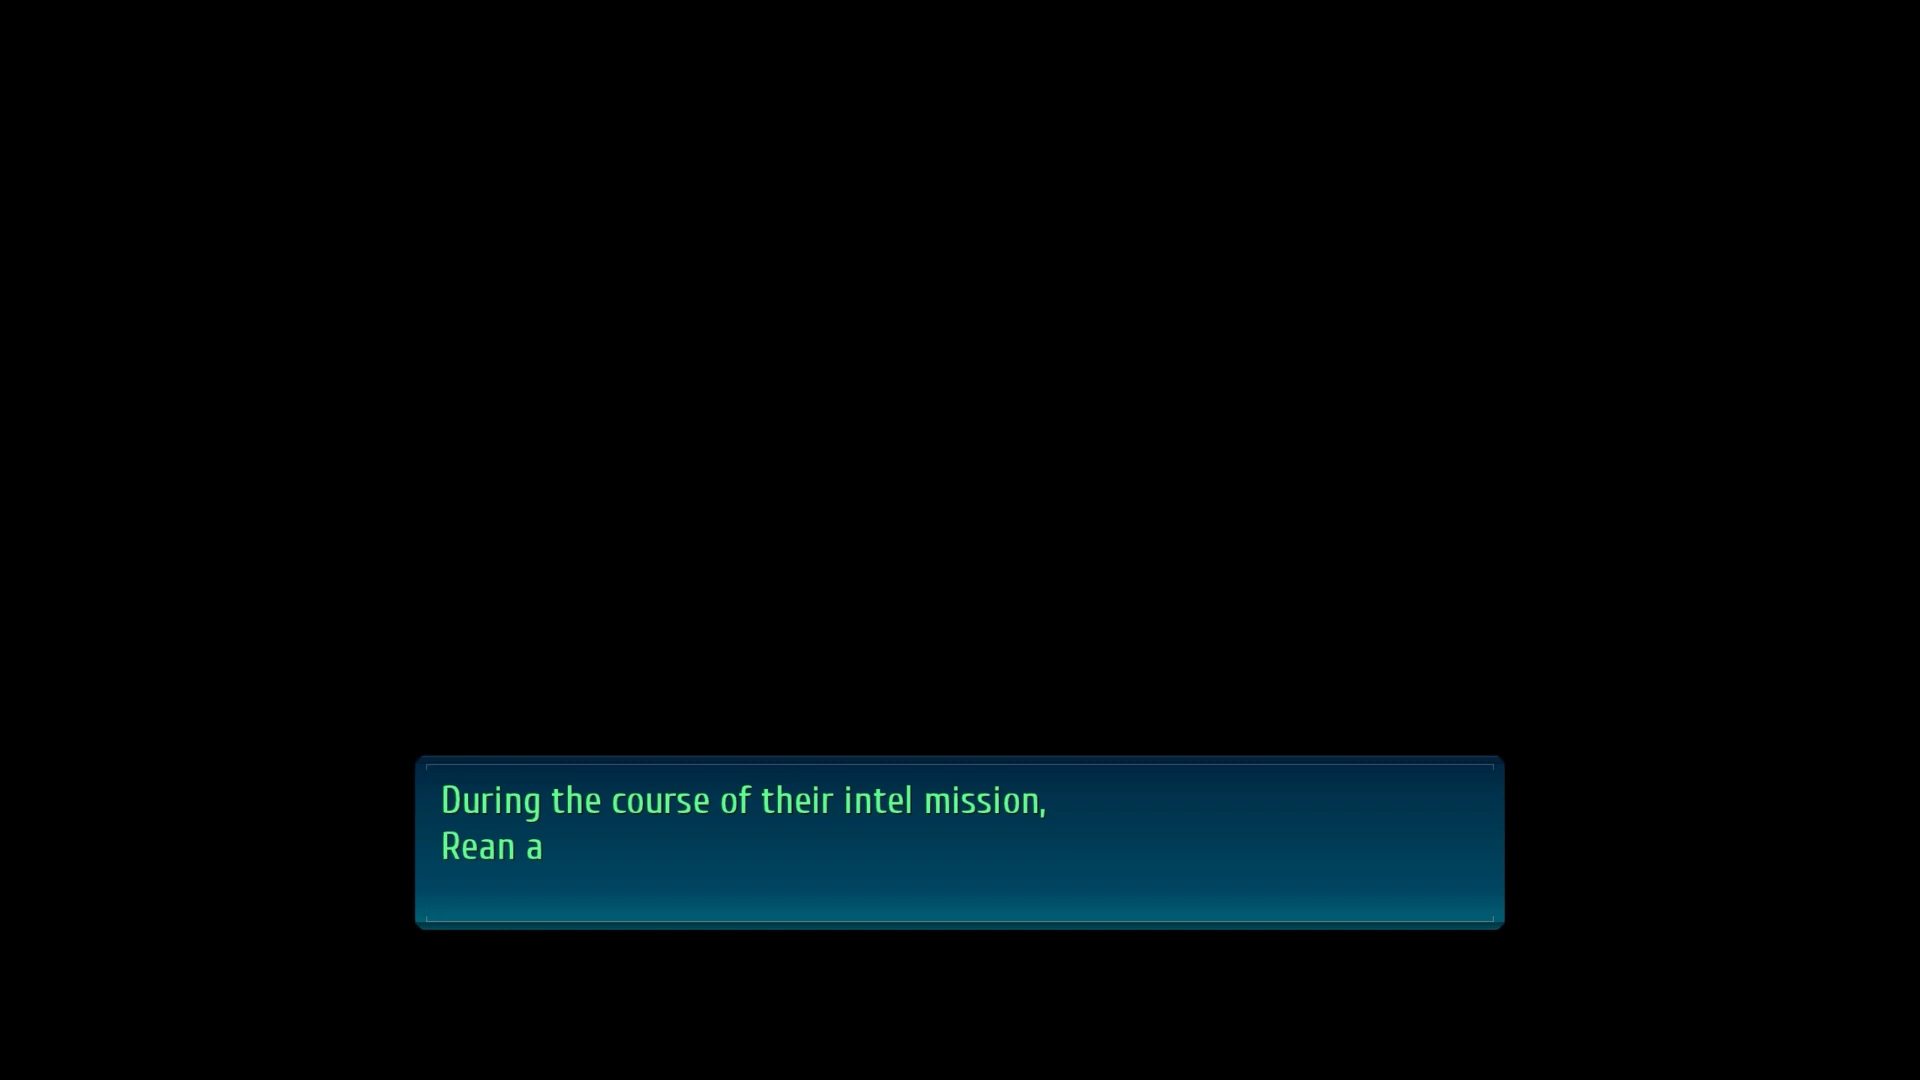 During the course of their intel mission,
Rean a